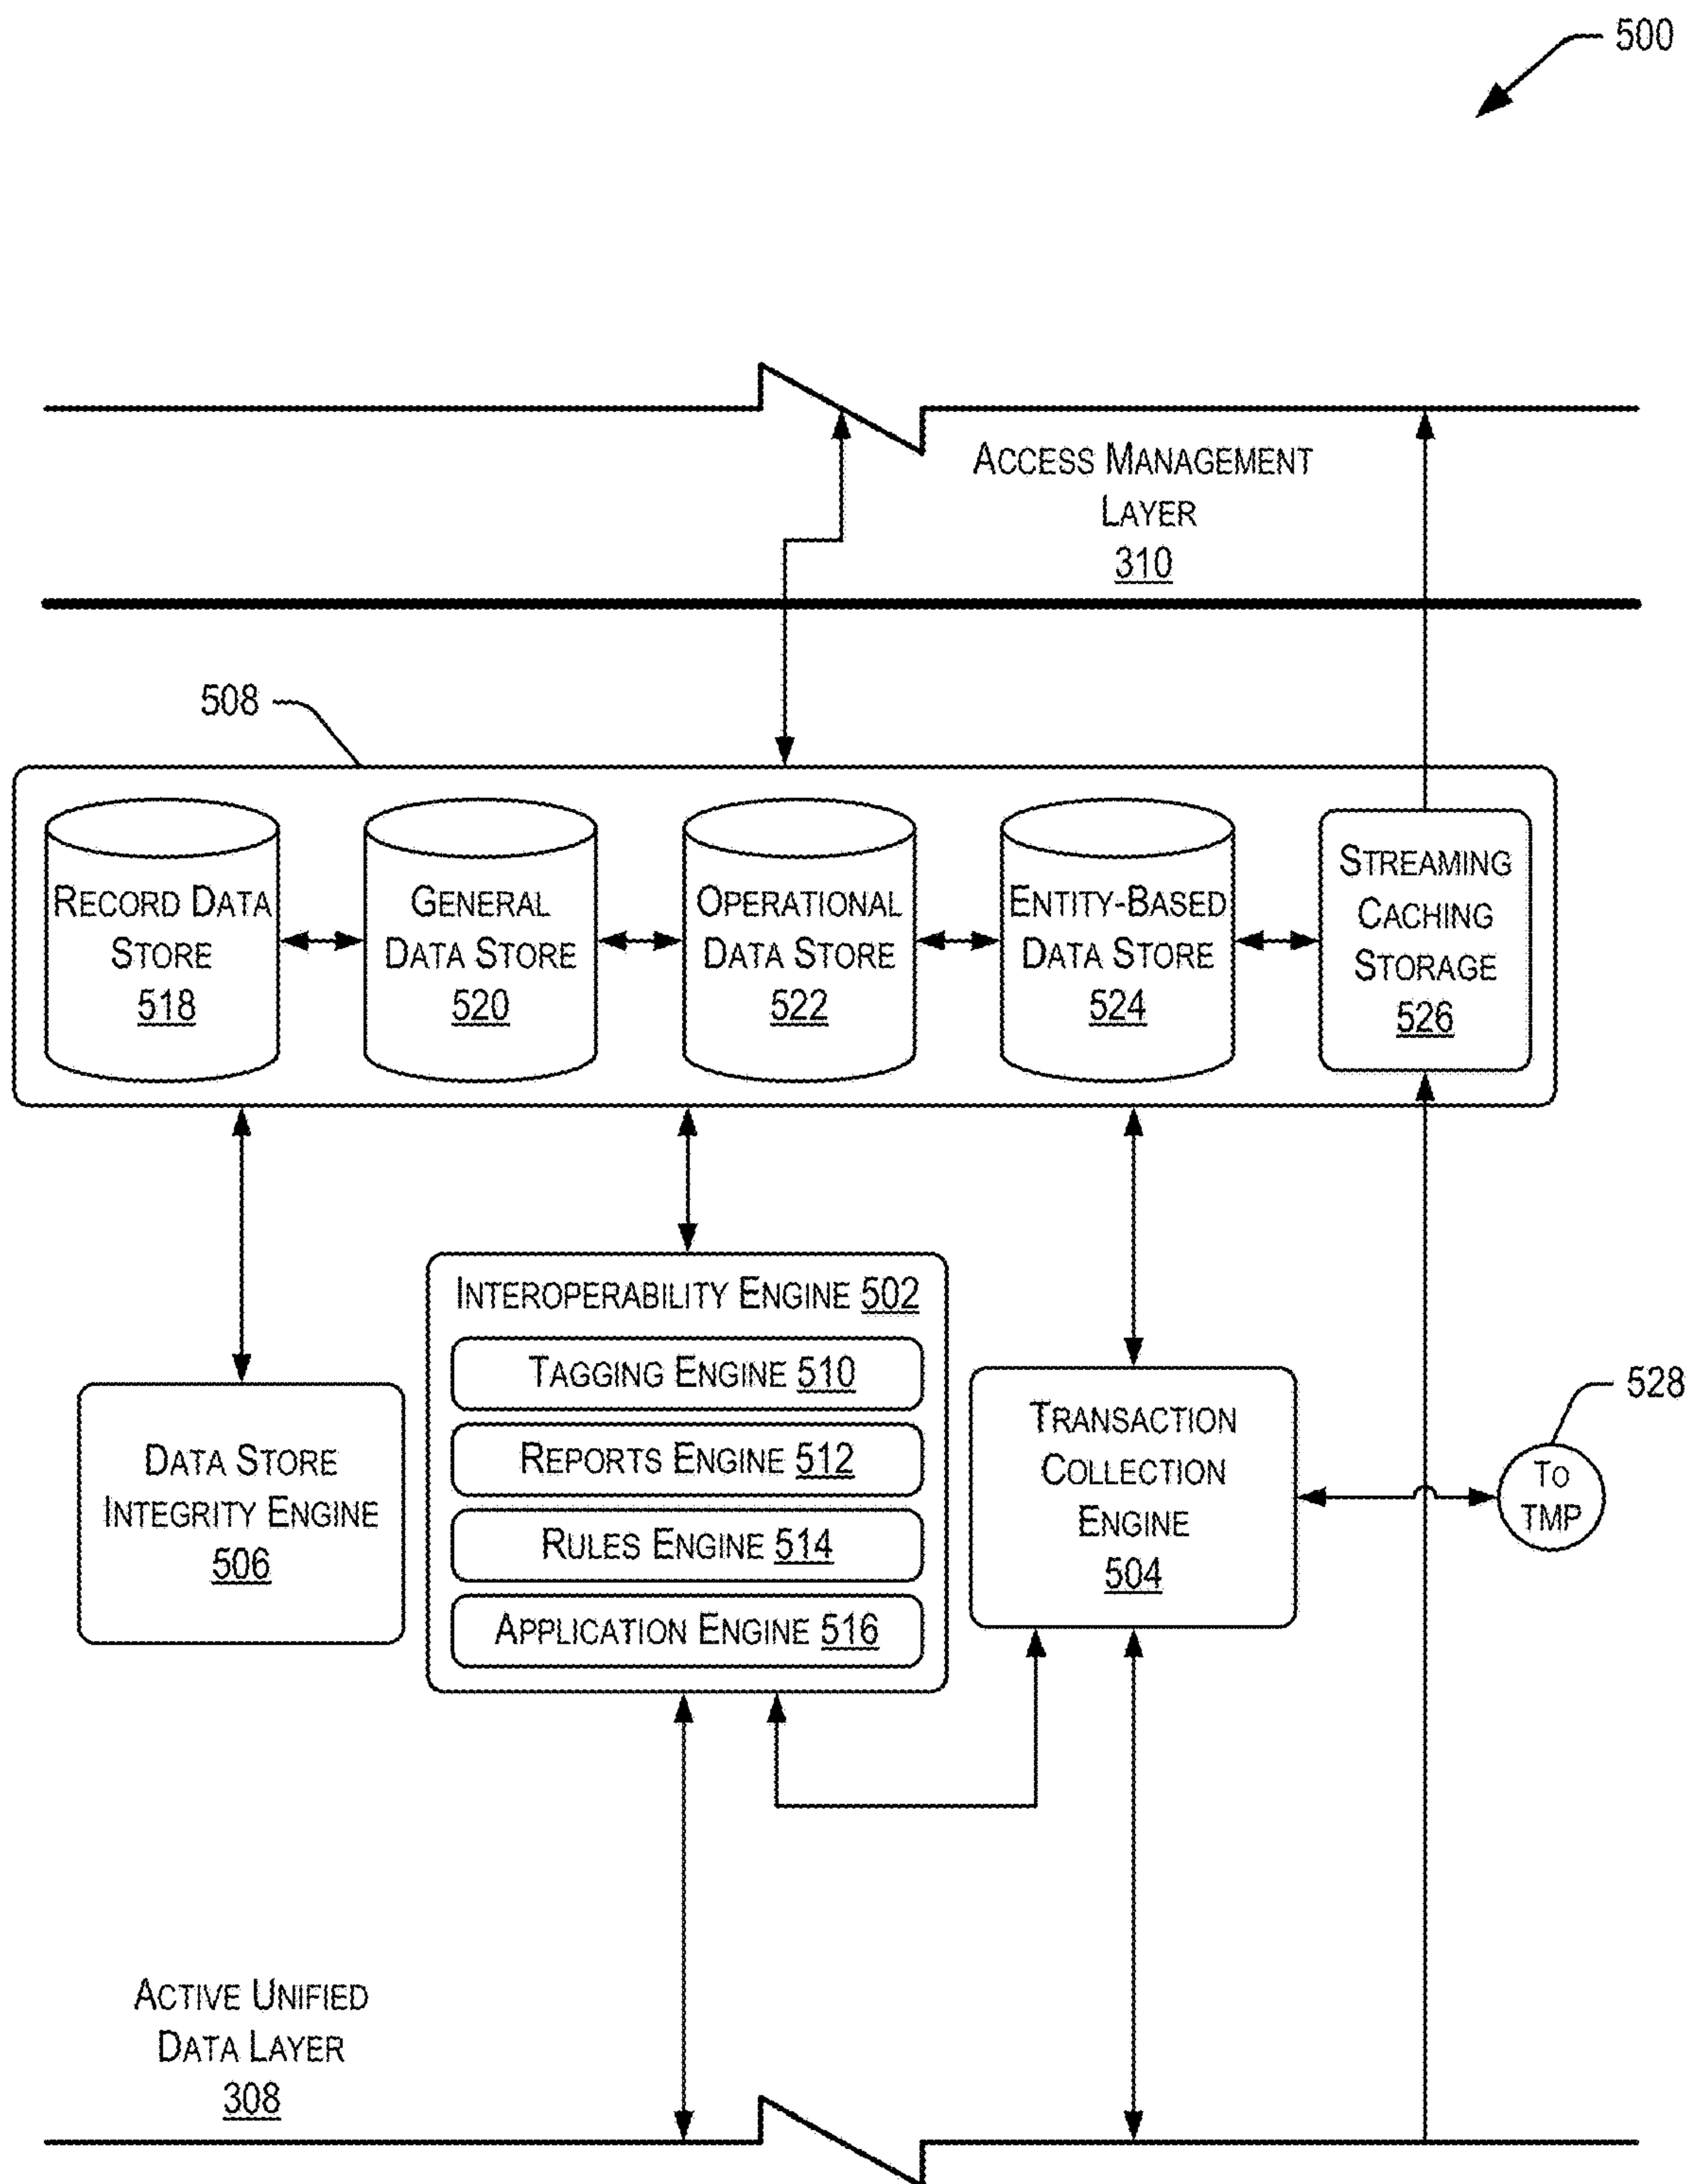 500
ACCESS MANAGEMENT
LAYER
310
508
RECORD DATA
STORE
518
GENERAL
DATA STORE
520
OPERATIONAL
DATA STORE
522
ENTITY-BASED
DATA STORE
524
STREAMING
CACHING
STORAGE
526
INTEROPERABILITY ENGINE 502
TAGGING ENGINE 510
REPORTS ENGINE 512
RULES ENGINE 514
APPLICATION ENGINE 516
DATA STORE
INTEGRITY ENGINE
506
TRANSACTION
COLLECTION
ENGINE
504
528
TO
TMP
ACTIVE UNIFIED
DATA LAYER
308